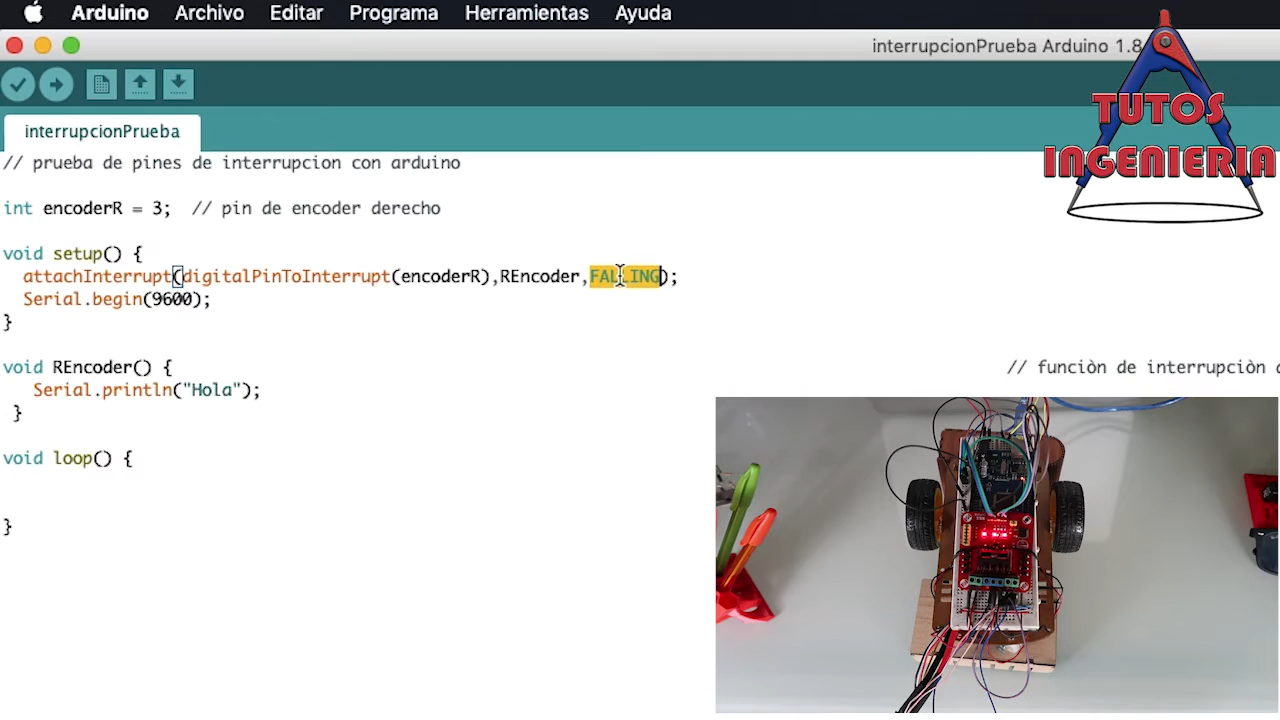 Arduino Archivo Editar Programa Herramientas Ayuda
interrupcionPrueba Arduino 1.8
TUTOS
INGENIERIA
interrupcionPrueba
// prueba de pines de interrupcion con arduino
int encoderR = 3;  // pin de encoder derecho
void setup() {
attachInterrupt(digitalPinToInterrupt(encoderR),REncoder,FALLING);
Serial.begin(9600);
}
void REncoder() {
// funciòn de interrupciòn
Serial.println("Hola");
}
void loop() {
}